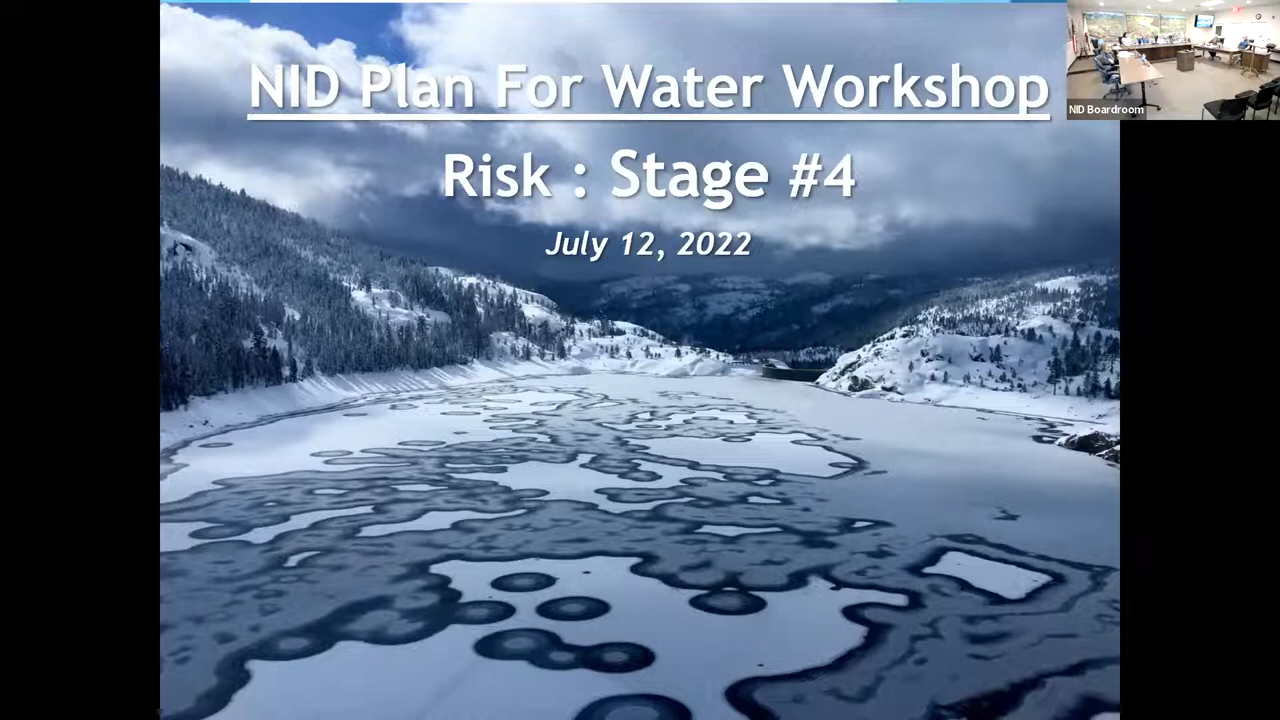 NID Plan For Water Workshop
Risk : Stage #4
July 12, 2022
NID Boardroom